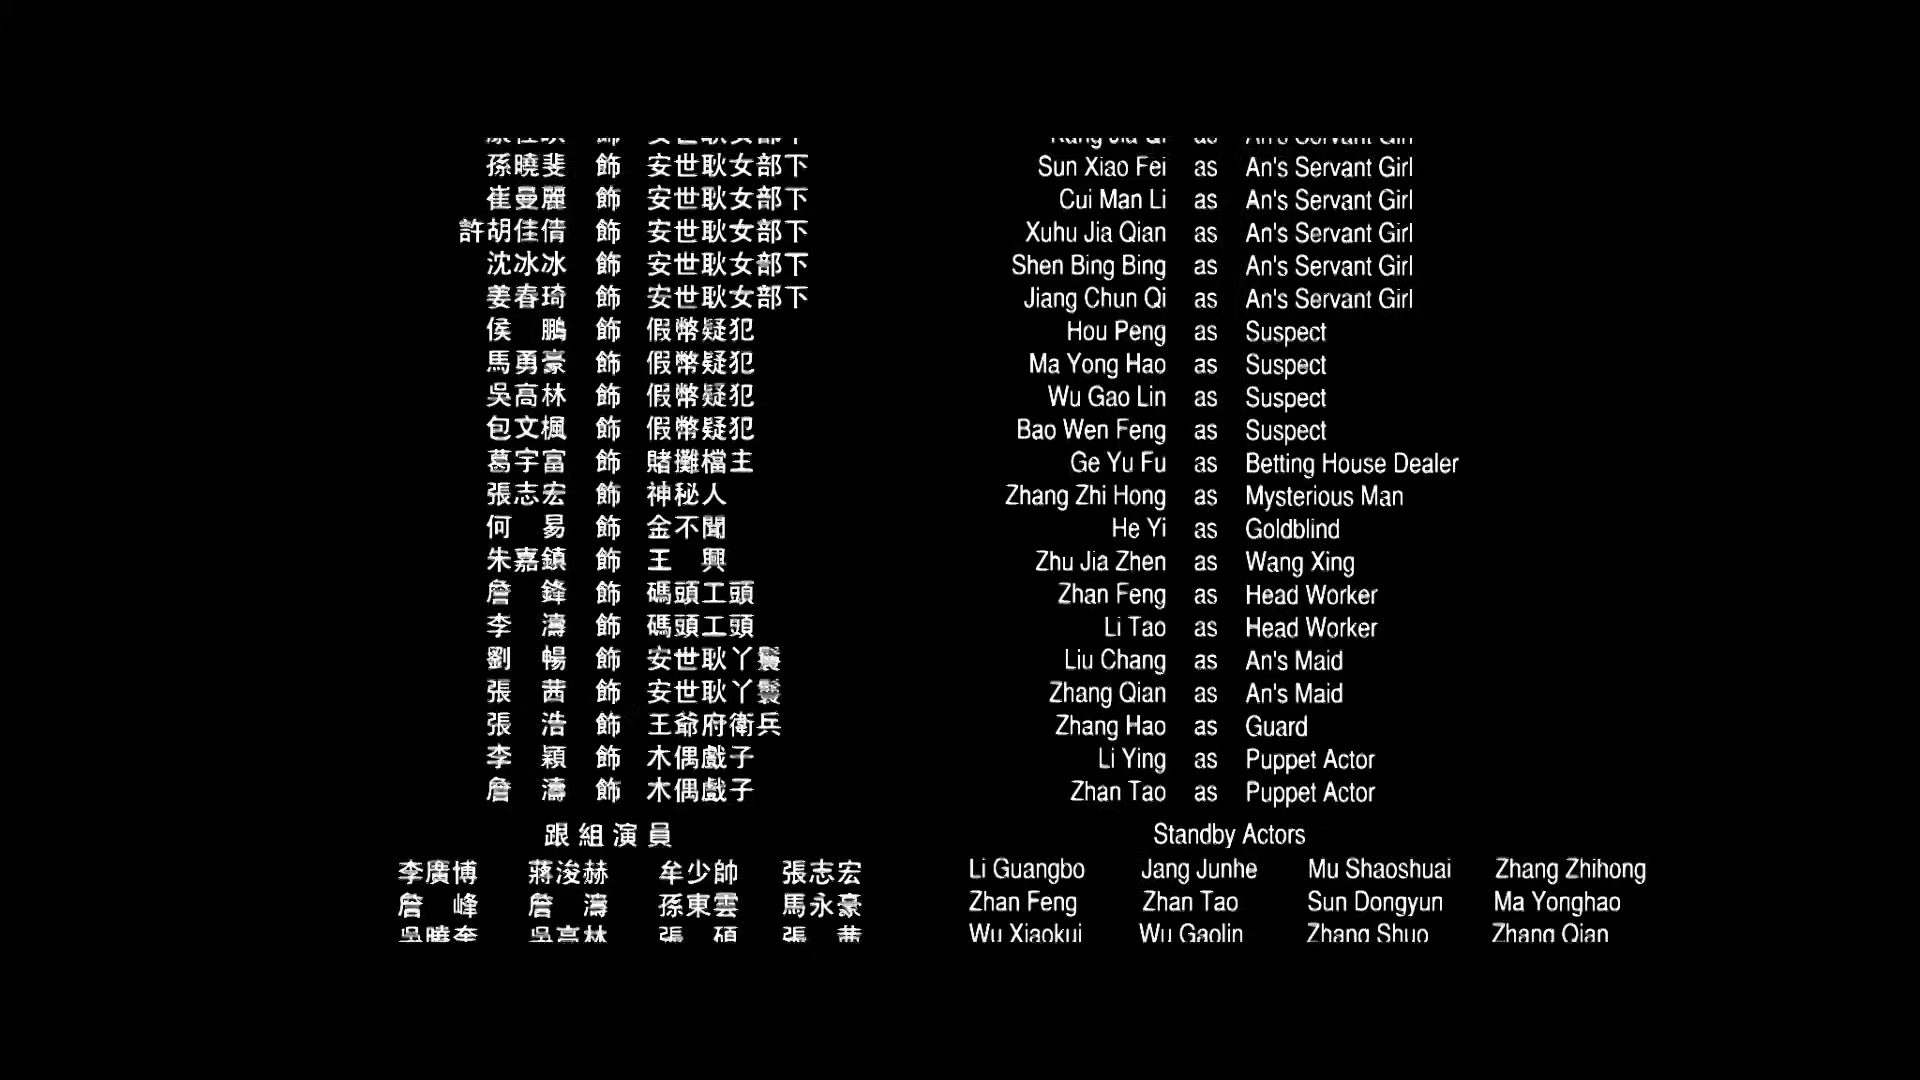 孫曉斐 飾 安世耿女部下 Sun Xiao Fei as An's Servant Girl
崔曼麗 飾 安世耿女部下 Cui Man Li as An's Servant Girl
許胡佳倩 飾 安世耿女部下 Xuhu Jia Qian as An's Servant Girl
沈冰冰 飾 安世耿女部下 Shen Bing Bing as An's Servant Girl
姜春琦 飾 安世耿女部下 Jiang Chun Qi as An's Servant Girl
侯 鵬 飾 假幣疑犯 Hou Peng as Suspect
馬勇豪 飾 假幣疑犯 Ma Yong Hao as Suspect
吳高林 飾 假幣疑犯 Wu Gao Lin as Suspect
包文楓 飾 假幣疑犯 Bao Wen Feng as Suspect
葛宇富 飾 賭攤檔主 Ge Yu Fu as Betting House Dealer
張志宏 飾 神秘人 Zhang Zhi Hong as Mysterious Man
何 易 飾 金不聞 He Yi as Goldblind
朱嘉鎮 飾 王 興 Zhu Jia Zhen as Wang Xing
詹 鋒 飾 碼頭工頭 Zhan Feng as Head Worker
李 濤 飾 碼頭工頭 Li Tao as Head Worker
劉 暢 飾 安世耿丫鬟 Liu Chang as An's Maid
張 茜 飾 安世耿丫鬟 Zhang Qian as An's Maid
張 浩 飾 王爺府衛兵 Zhang Hao as Guard
李 穎 飾 木偶戲子 Li Ying as Puppet Actor
詹 濤 飾 木偶戲子 Zhan Tao as Puppet Actor
跟組演員 Standby Actors
李廣博 蔣浚赫 牟少帥 張志宏 Li Guangbo Jang Junhe Mu Shaoshuai Zhang Zhihong
詹 峰 詹 濤 孫東雲 馬永豪 Zhan Feng Zhan Tao Sun Dongyun Ma Yonghao
吳高林 張 碩 張 茜 Wu Xiaokui Wu Gaolin Zhang Shuo Zhang Qian